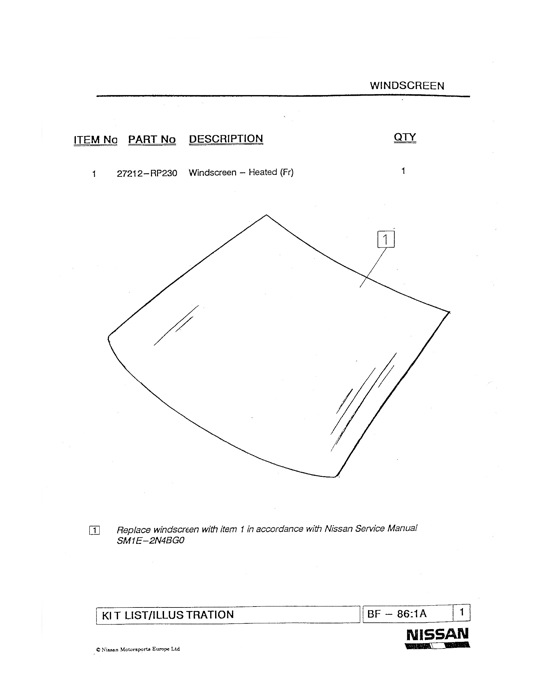 WINDSCREEN
ITEM No PART No DESCRIPTION QTY
1 27212-RP230 Windscreen - Heated (Fr) 1
1
1 Replace windscreen with item 1 in accordance with Nissan Service Manual
SM1E-2N4BG0
KIT LIST/ILLUSTRATION BF - 86:1A 1
NISSAN
© Nissan Motorsports Europe Ltd